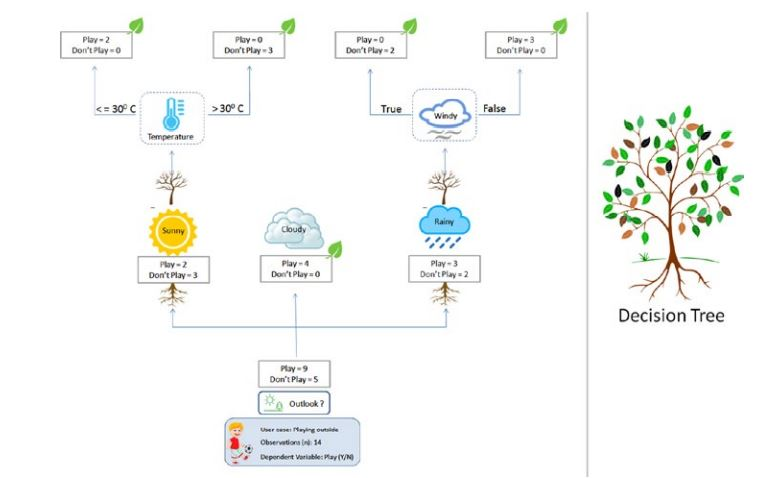 Play = 2
Don't Play = 0
Play = 0
Don't Play = 3
Play = 0
Don't Play = 2
Play = 3
Don't Play = 0
< = 30⁰ C
> 30⁰ C
Temperature
True
Windy
False
Sunny
Cloudy
Rainy
Play = 2
Don't Play = 3
Play = 4
Don't Play = 0
Play = 3
Don't Play = 2
Play = 9
Don't Play = 5
Outlook ?
User case: Playing outside
Observations (n): 14
Dependent Variable: Play (Y/N)
Decision Tree